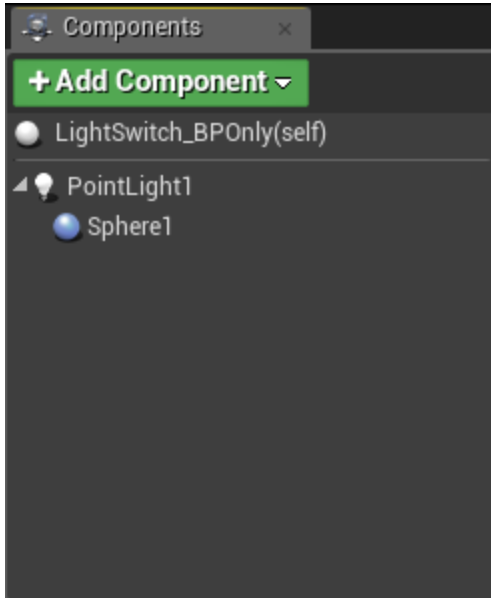 Components
+ Add Component
LightSwitch_BPOnly(self)
PointLight1
Sphere1